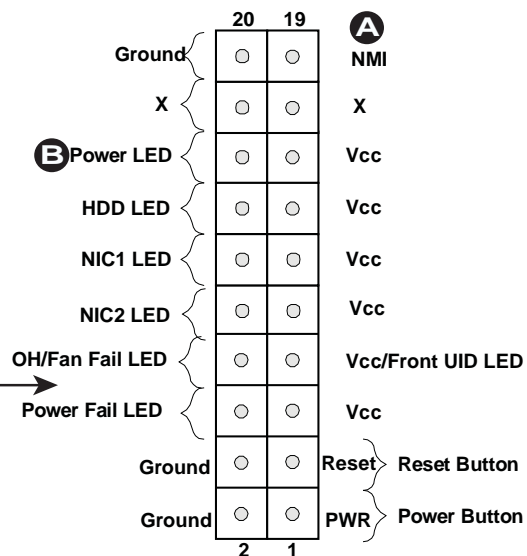 20 19
A
Ground NMI
X X
B Power LED Vcc
HDD LED Vcc
NIC1 LED Vcc
NIC2 LED Vcc
OH/Fan Fail LED Vcc/Front UID LED
Power Fail LED Vcc
Ground Reset Reset Button
Ground PWR Power Button
2 1